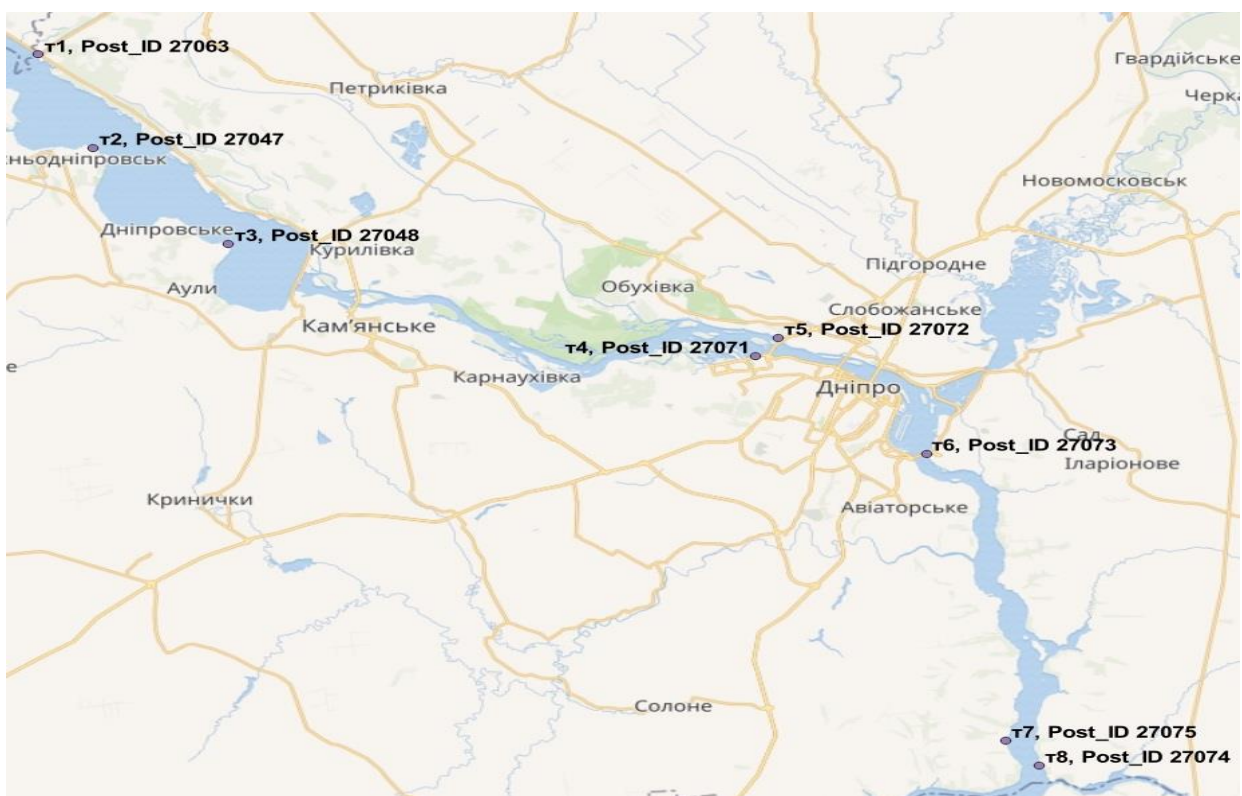 т1, Post_ID 27063
Гвардійське
Петриківка
Черка
т2, Post_ID 27047
ньодніпровськ
Новомосковськ
Дніпровське
т3, Post_ID 27048
Курилівка
Підгородне
Аули
Обухівка
Слобожанське
Кам'янське
т5, Post_ID 27072
т4, Post_ID 27071
е
Карнаухівка
Дніпро
Сад
т6, Post_ID 27073
Іларіонове
Кринички
Авіаторське
Солоне
т7, Post_ID 27075
т8, Post_ID 27074